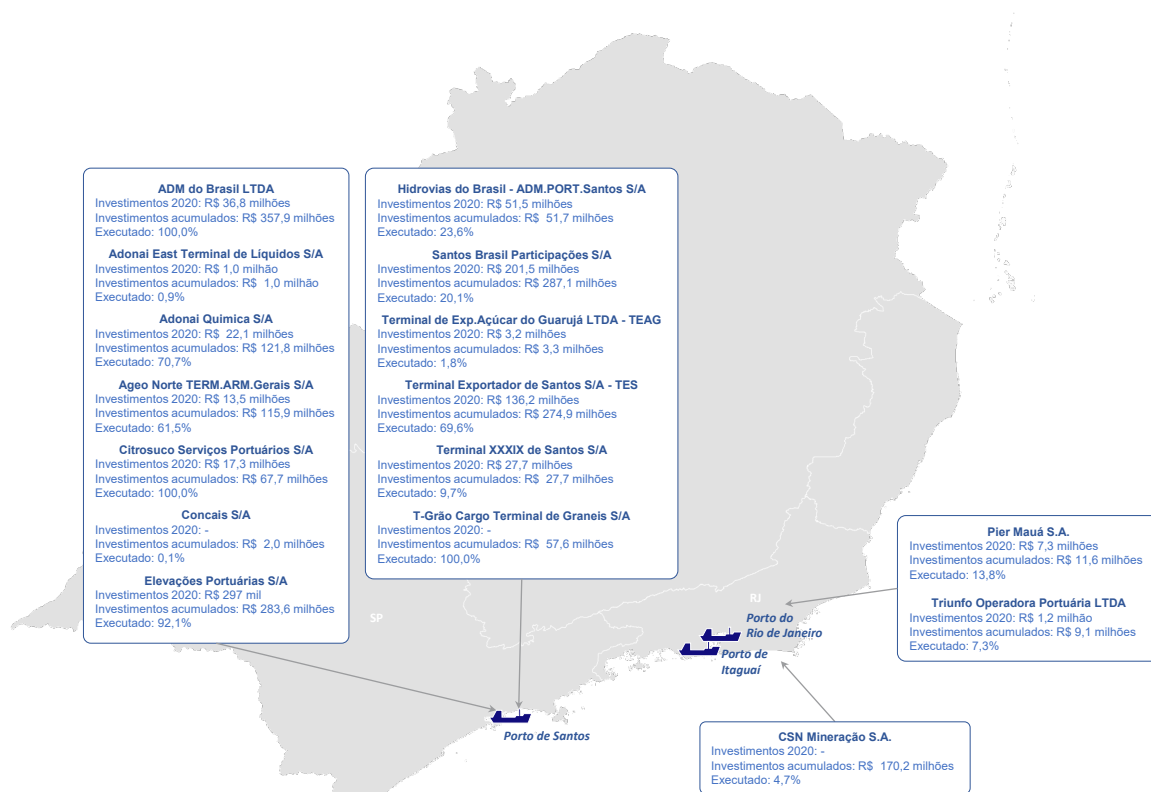 ADM do Brasil LTDA
Investimentos 2020: R$ 36,8 milhões
Investimentos acumulados: R$ 357,9 milhões
Executado: 100,0%
Adonai East Terminal de Líquidos S/A
Investimentos 2020: R$ 1,0 milhão
Investimentos acumulados: R$  1,0 milhão
Executado: 0,9%
Adonai Quimica S/A
Investimentos 2020: R$  22,1 milhões
Investimentos acumulados: R$ 121,8 milhões
Executado: 70,7%
Ageo Norte TERM.ARM.Gerais S/A
Investimentos 2020: R$ 13,5 milhões
Investimentos acumulados: R$ 115,9 milhões
Executado: 61,5%
Citrosuco Serviços Portuários S/A
Investimentos 2020: R$ 17,3 milhões
Investimentos acumulados: R$ 67,7 milhões
Executado: 100,0%
Concais S/A
Investimentos 2020: -
Investimentos acumulados: R$  2,0 milhões
Executado: 0,1%
Elevações Portuárias S/A
Investimentos 2020: R$ 297 mil
Investimentos acumulados: R$ 283,6 milhões
Executado: 92,1%
Hidrovias do Brasil - ADM.PORT.Santos S/A
Investimentos 2020: R$ 51,5 milhões
Investimentos acumulados: R$  51,7 milhões
Executado: 23,6%
Santos Brasil Participações S/A
Investimentos 2020: R$ 201,5 milhões
Investimentos acumulados: R$ 287,1 milhões
Executado: 20,1%
Terminal de Exp.Açúcar do Guarujá LTDA - TEAG
Investimentos 2020: R$ 3,2 milhões
Investimentos acumulados: R$ 3,3 milhões
Executado: 1,8%
Terminal Exportador de Santos S/A - TES
Investimentos 2020: R$ 136,2 milhões
Investimentos acumulados: R$ 274,9 milhões
Executado: 69,6%
Terminal XXXIX de Santos S/A
Investimentos 2020: R$ 27,7 milhões
Investimentos acumulados: R$  27,7 milhões
Executado: 9,7%
T-Grão Cargo Terminal de Graneis S/A
Investimentos 2020: -
Investimentos acumulados: R$  57,6 milhões
Executado: 100,0%
Pier Mauá S.A.
Investimentos 2020: R$ 7,3 milhões
Investimentos acumulados: R$ 11,6 milhões
Executado: 13,8%
Triunfo Operadora Portuária LTDA
Investimentos 2020: R$ 1,2 milhão
Investimentos acumulados: R$ 9,1 milhões
Executado: 7,3%
SP
RJ
Porto do
Rio de Janeiro
Porto de
Itaguaí
Porto de Santos
CSN Mineração S.A.
Investimentos 2020: -
Investimentos acumulados: R$  170,2 milhões
Executado: 4,7%